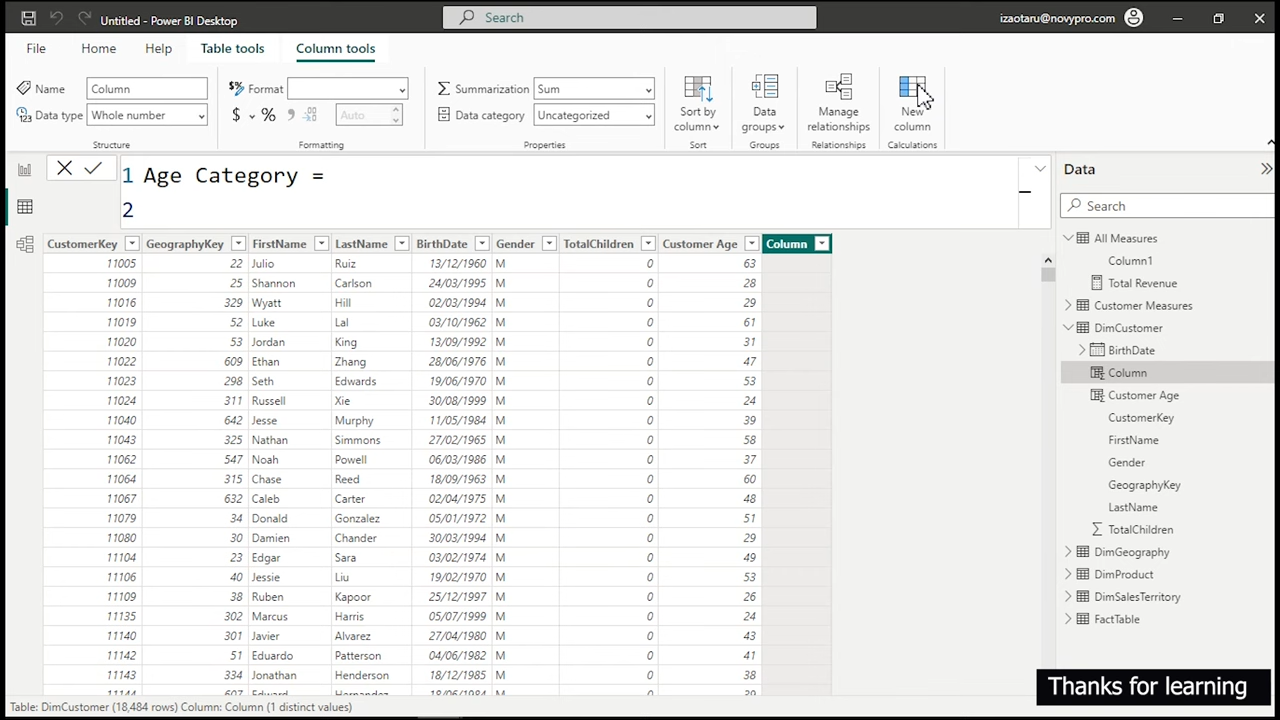 Untitled - Power BI Desktop
Search
izaotaru@novypro.com
File Home Help Table tools Column tools
Name Column
Data type Whole number
Structure
Format
$ % Auto
Formatting
Summarization Sum
Data category Uncategorized
Properties
Sort by column
Sort
Data groups
Groups
Manage relationships
Relationships
New column
Calculations
1 Age Category =
2
CustomerKey GeographyKey FirstName LastName BirthDate Gender TotalChildren Customer Age Column
11005 22 Julio Ruiz 13/12/1960 M 0 63
11009 25 Shannon Carlson 24/03/1995 M 0 28
11016 329 Wyatt Hill 02/03/1994 M 0 29
11019 52 Luke Lal 03/10/1962 M 0 61
11020 53 Jordan King 13/09/1992 M 0 31
11022 609 Ethan Zhang 28/06/1976 M 0 47
11023 298 Seth Edwards 19/06/1970 M 0 53
11024 311 Russell Xie 30/08/1999 M 0 24
11040 642 Jesse Murphy 11/05/1984 M 0 39
11043 325 Nathan Simmons 27/02/1965 M 0 58
11062 547 Noah Powell 06/03/1986 M 0 37
11064 315 Chase Reed 18/09/1963 M 0 60
11067 632 Caleb Carter 02/04/1975 M 0 48
11079 34 Donald Gonzalez 05/01/1972 M 0 51
11080 30 Damien Chander 30/03/1994 M 0 29
11104 23 Edgar Sara 03/02/1974 M 0 49
11106 40 Jessie Liu 19/02/1970 M 0 53
11109 38 Ruben Kapoor 25/12/1997 M 0 26
11135 302 Marcus Harris 05/07/1999 M 0 24
11140 301 Javier Alvarez 27/04/1980 M 0 43
11142 51 Eduardo Patterson 04/06/1982 M 0 41
11143 334 Jonathan Henderson 18/12/1985 M 0 38
11144 607 Edward Hernandez 18/06/1984 M 0 39
Data
Search
All Measures
Column1
Total Revenue
Customer Measures
DimCustomer
BirthDate
Column
Customer Age
CustomerKey
FirstName
Gender
GeographyKey
LastName
TotalChildren
DimGeography
DimProduct
DimSalesTerritory
FactTable
Thanks for learning
Table: DimCustomer (18,484 rows) Column: Column (1 distinct values)